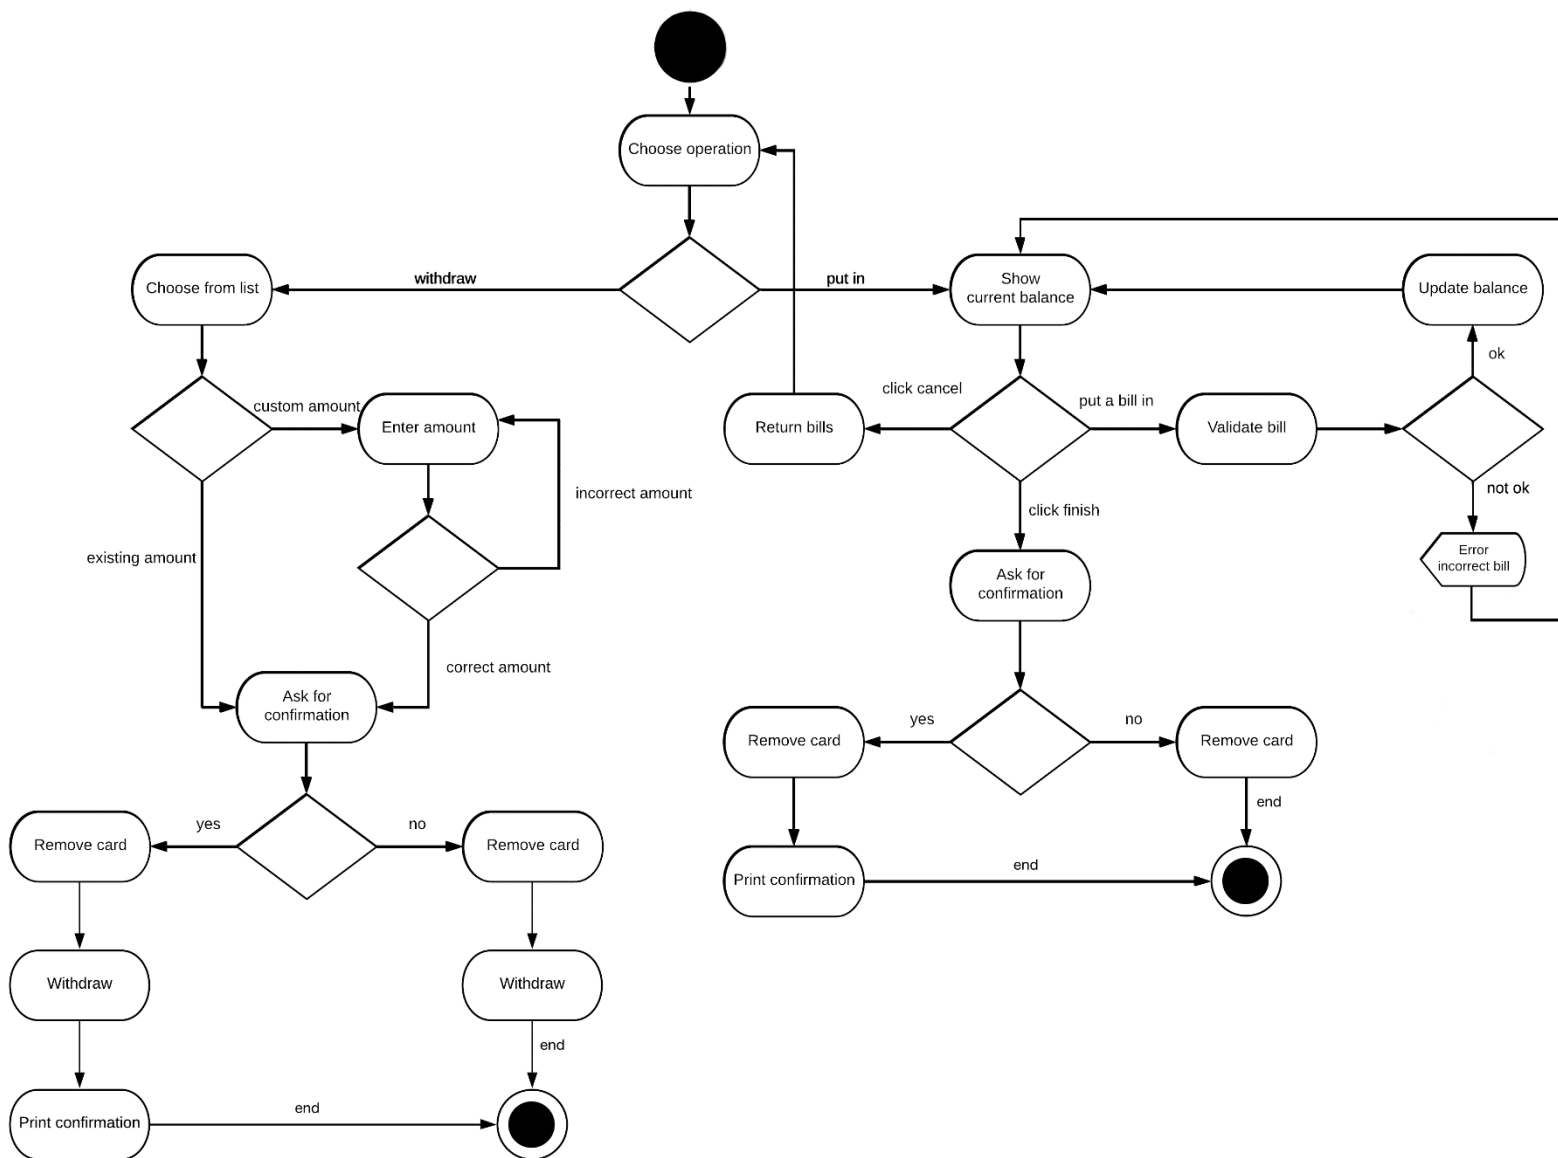 Choose operation
withdraw
put in
Choose from list
Show
current balance
Update balance
ok
click cancel
put a bill in
custom amount
Enter amount
Return bills
Validate bill
incorrect amount
not ok
click finish
existing amount
Error
incorrect bill
Ask for
confirmation
correct amount
Ask for
confirmation
yes
no
Remove card
Remove card
end
yes
no
Remove card
Remove card
Print confirmation
end
Withdraw
Withdraw
end
Print confirmation
end